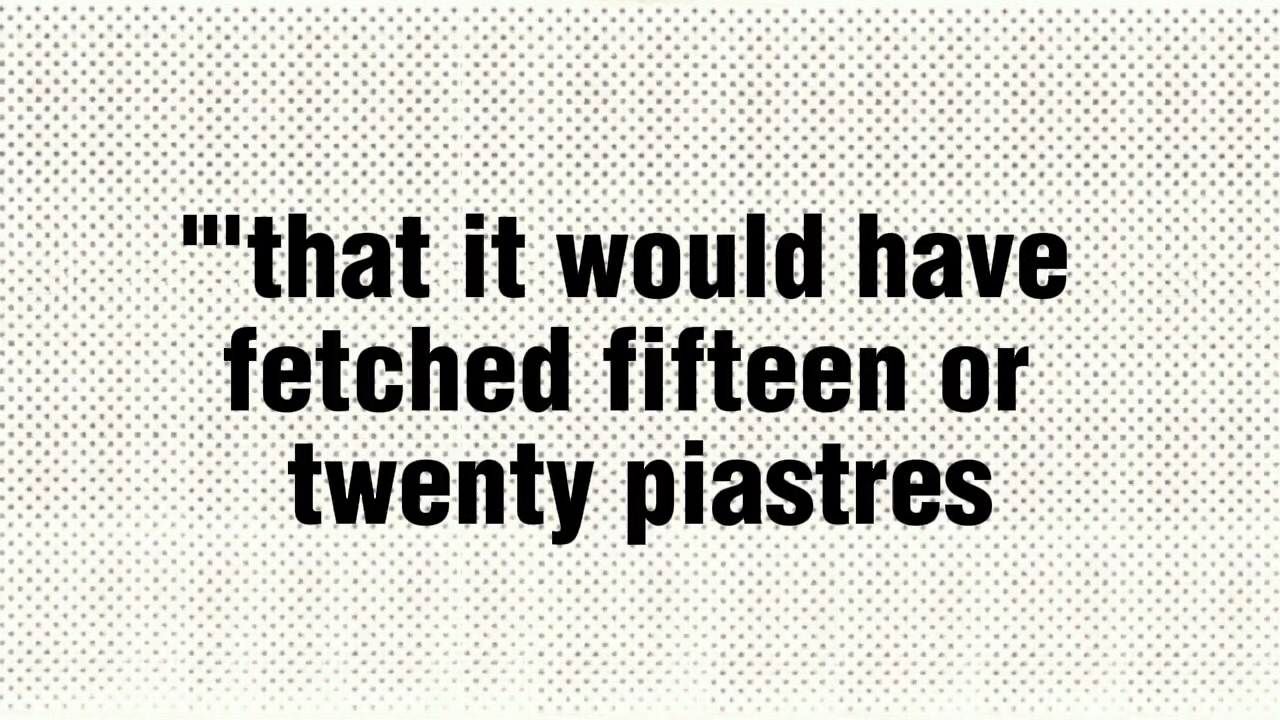 "'that it would have
fetched fifteen or
twenty piastres